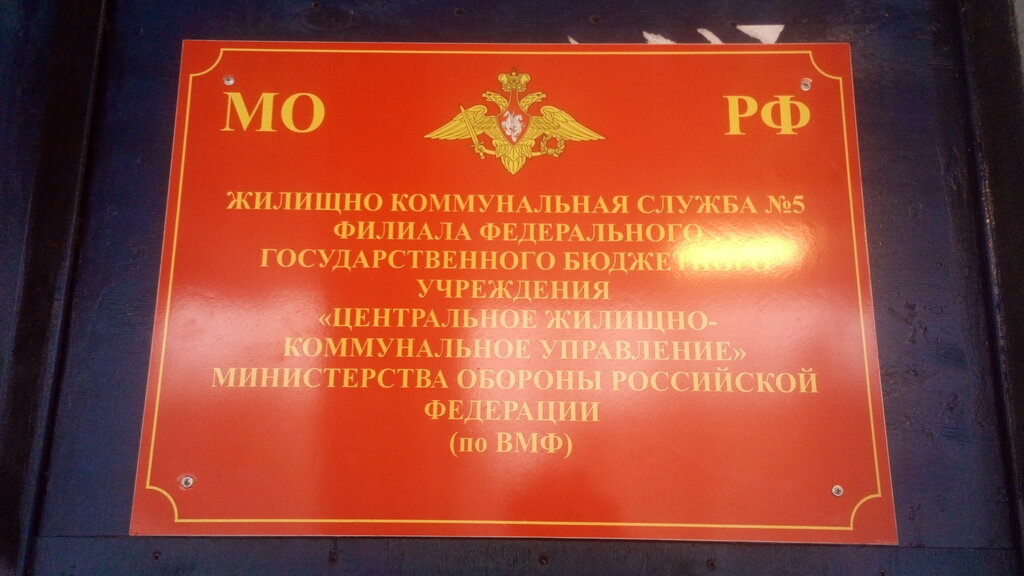 МО РФ
ЖИЛИЩНО КОММУНАЛЬНАЯ СЛУЖБА №5
ФИЛИАЛА ФЕДЕРАЛЬНОГО
ГОСУДАРСТВЕННОГО БЮДЖЕТНОГО
УЧРЕЖДЕНИЯ
«ЦЕНТРАЛЬНОЕ ЖИЛИЩНО-
КОММУНАЛЬНОЕ УПРАВЛЕНИЕ»
МИНИСТЕРСТВА ОБОРОНЫ РОССИЙСКОЙ
ФЕДЕРАЦИИ
(по ВМФ)